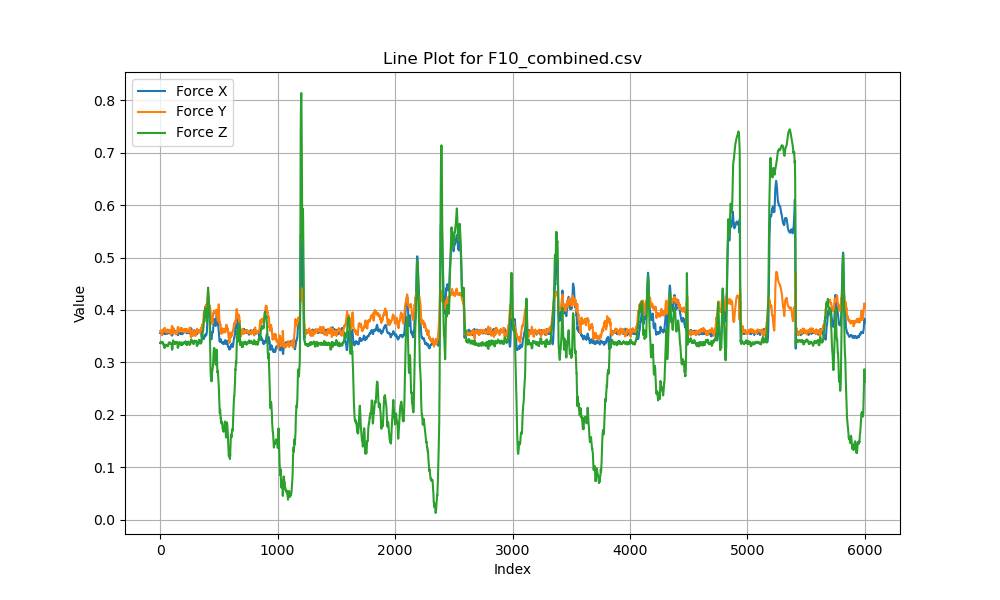 Line Plot for F10_combined.csv
Force X
Force Y
Force Z
0.8
0.7
0.6
0.5
0.4
0.3
0.2
0.1
0.0
Value
0 1000 2000 3000 4000 5000 6000
Index